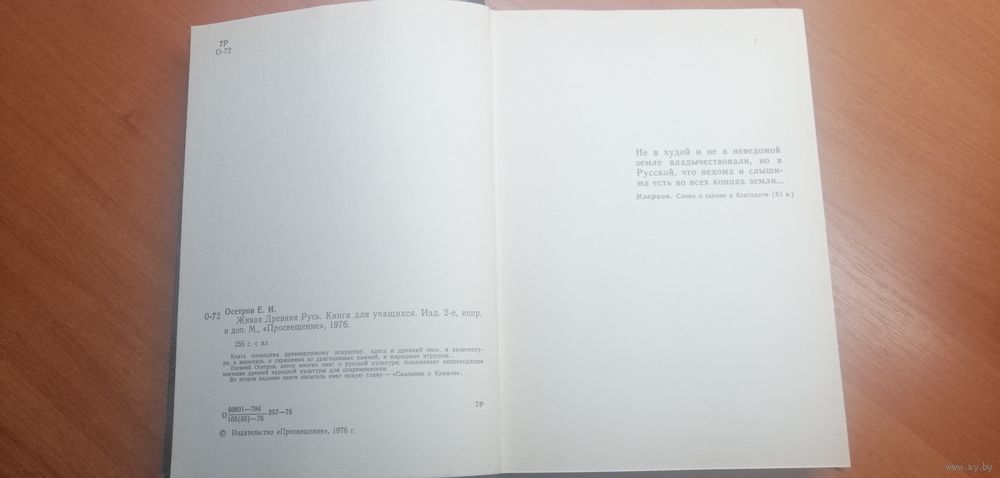 7Р
О-72
Осетров Е. И.
О-72 Живая Древняя Русь. Книга для учащихся. Изд. 2-е, испр.
и доп. М., «Просвещение», 1976.
255 с. с ил.
Книга посвящена древнерусскому искусству: здесь и древний эпос, и архитекту-
ра, и живопись, и украшения из драгоценных камней, и народные игрушки...
Евгений Осетров, автор многих книг о русской культуре, показывает непреходящее
значение древней народной культуры для современности.
Во второе издание книги писатель ввел новую главу — «Сказание о Кремле».
О 60601—704
103(03)—76 257—76
7Р
© Издательство «Просвещение», 1976 г.
Не в худой и не в неведомой
земле владычествовали, но в
Русской, что ведома и слыши-
ма есть во всех концах земли...
Иларион. Слово о законе и благодати (XI в.)
www.ay.by